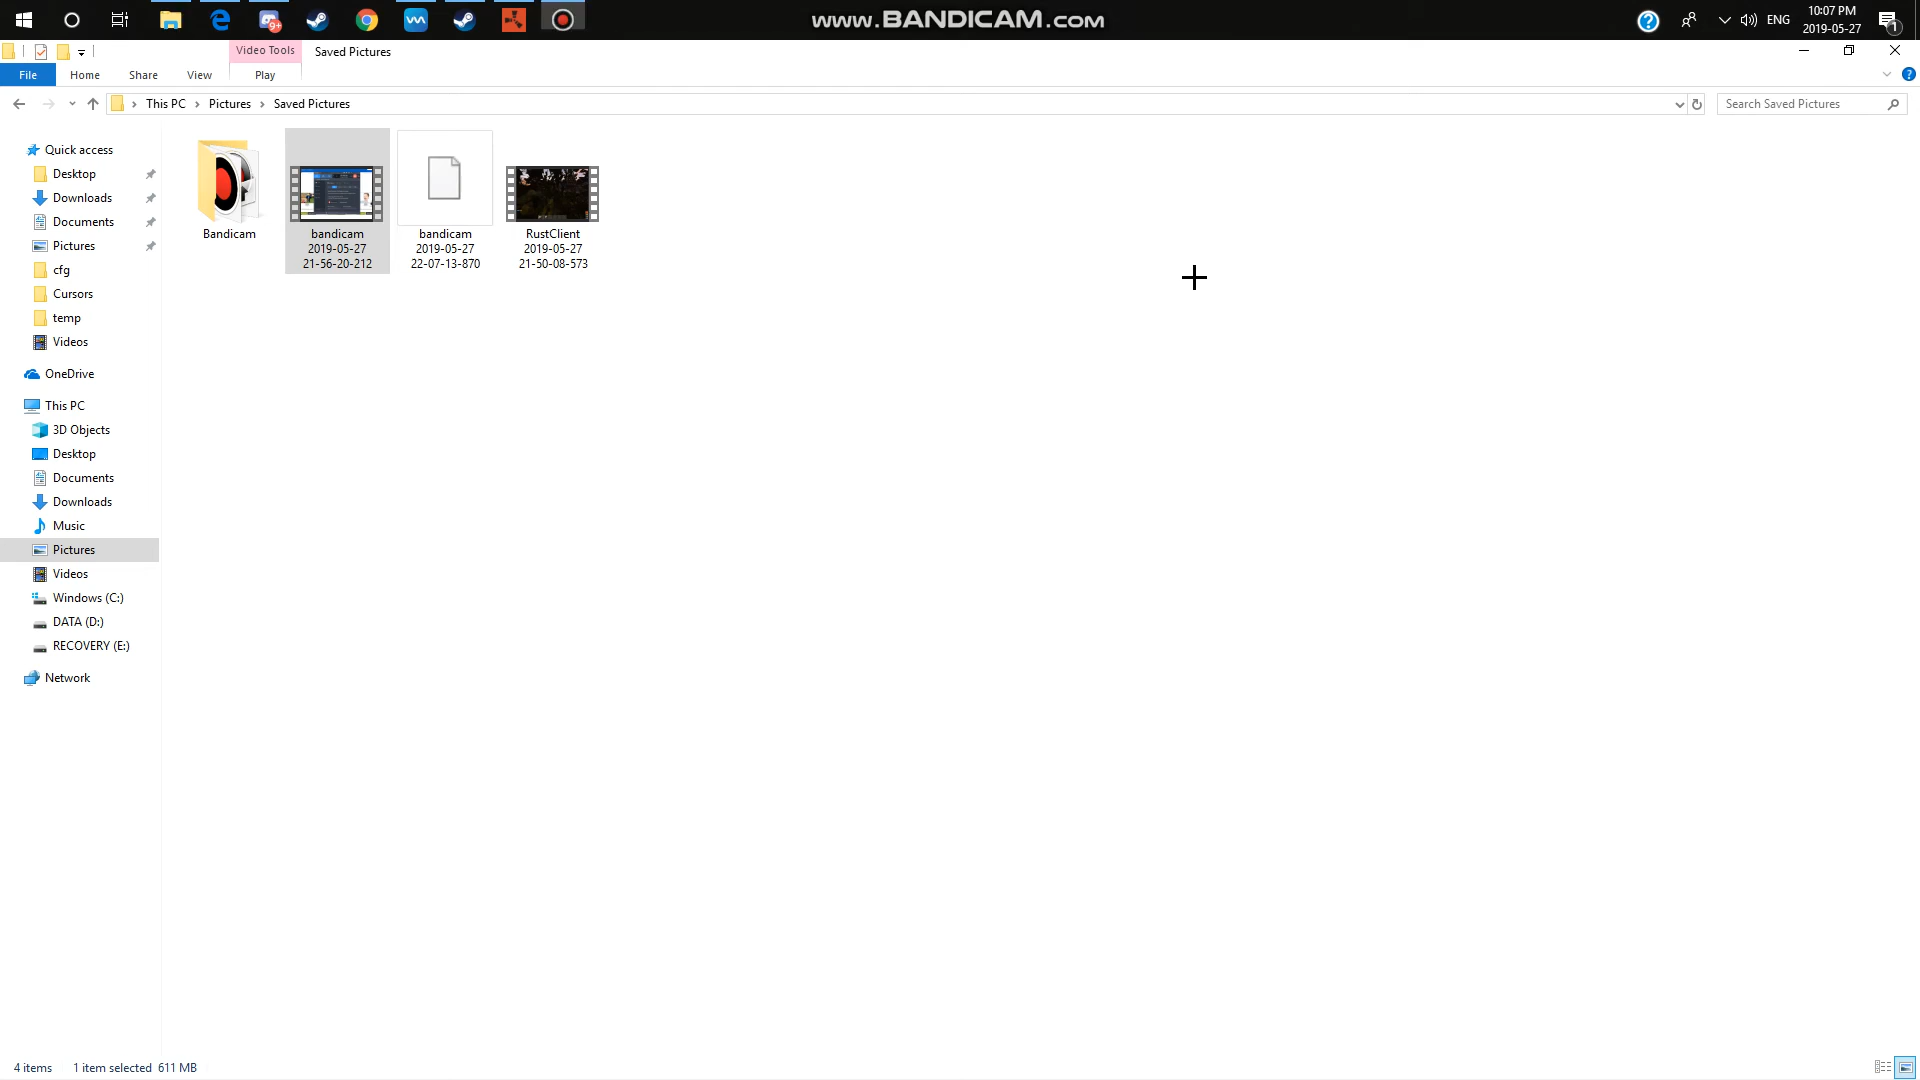 www.BANDICAM.com
9+
ENG
10:07 PM
2019-05-27
1
Video Tools
Saved Pictures
File
Home
Share
View
Play
This PC
Pictures
Saved Pictures
Search Saved Pictures
Quick access
Desktop
Downloads
Documents
Pictures
cfg
Cursors
temp
Videos
OneDrive
This PC
3D Objects
Desktop
Documents
Downloads
Music
Pictures
Videos
Windows (C:)
DATA (D:)
RECOVERY (E:)
Network
Bandicam
bandicam
2019-05-27
21-56-20-212
bandicam
2019-05-27
22-07-13-870
RustClient
2019-05-27
21-50-08-573
4 items
1 item selected 611 MB